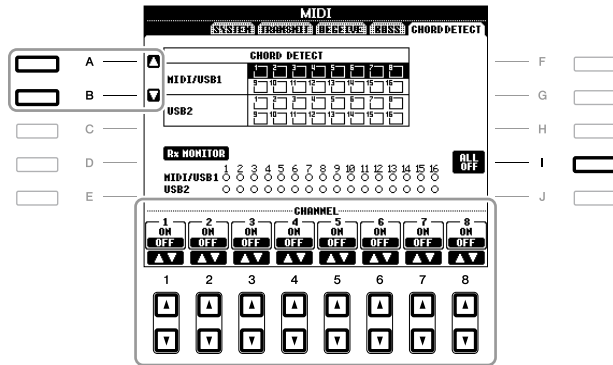 MIDI
SYSTEM TRANSMIT RECEIVE BASS CHORD DETECT
CHORD DETECT
MIDI/USB1
1 2 3 4 5 6 7 8
9 10 11 12 13 14 15 16
USB2
1 2 3 4 5 6 7 8
9 10 11 12 13 14 15 16
Rx MONITOR
1 2 3 4 5 6 7 8 9 10 11 12 13 14 15 16
MIDI/USB1
USB2
ALL OFF
A
B
C
D
E
F
G
H
I
J
CHANNEL
1 2 3 4 5 6 7 8
ON ON ON ON ON ON ON ON
OFF OFF OFF OFF OFF OFF OFF OFF
1 2 3 4 5 6 7 8